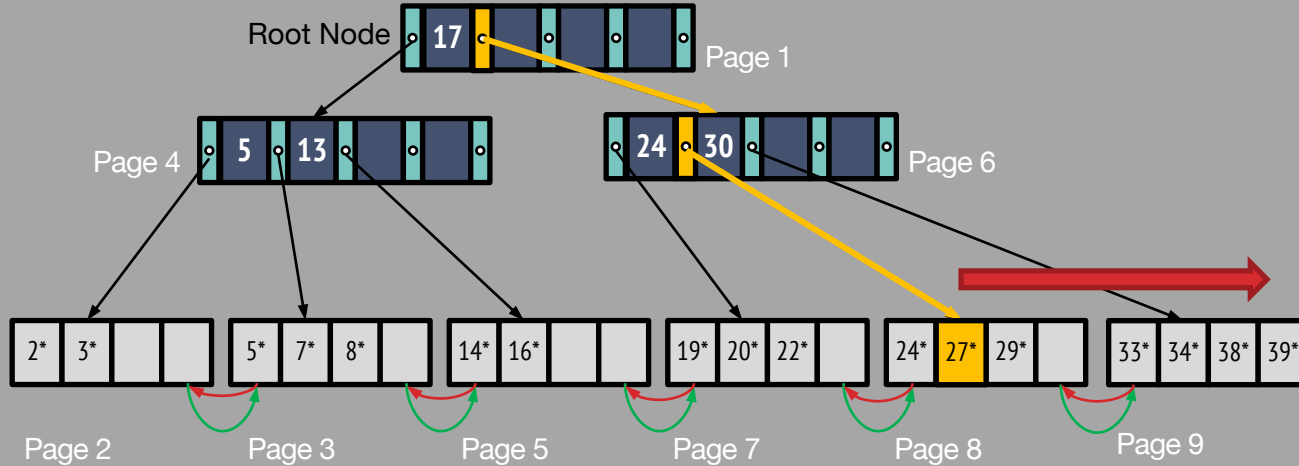 Root Node
17
Page 1
Page 4
5 13
24 30
Page 6
2* 3*
5* 7* 8*
14* 16*
19* 20* 22*
24* 27* 29*
33* 34* 38* 39*
Page 2
Page 3
Page 5
Page 7
Page 8
Page 9